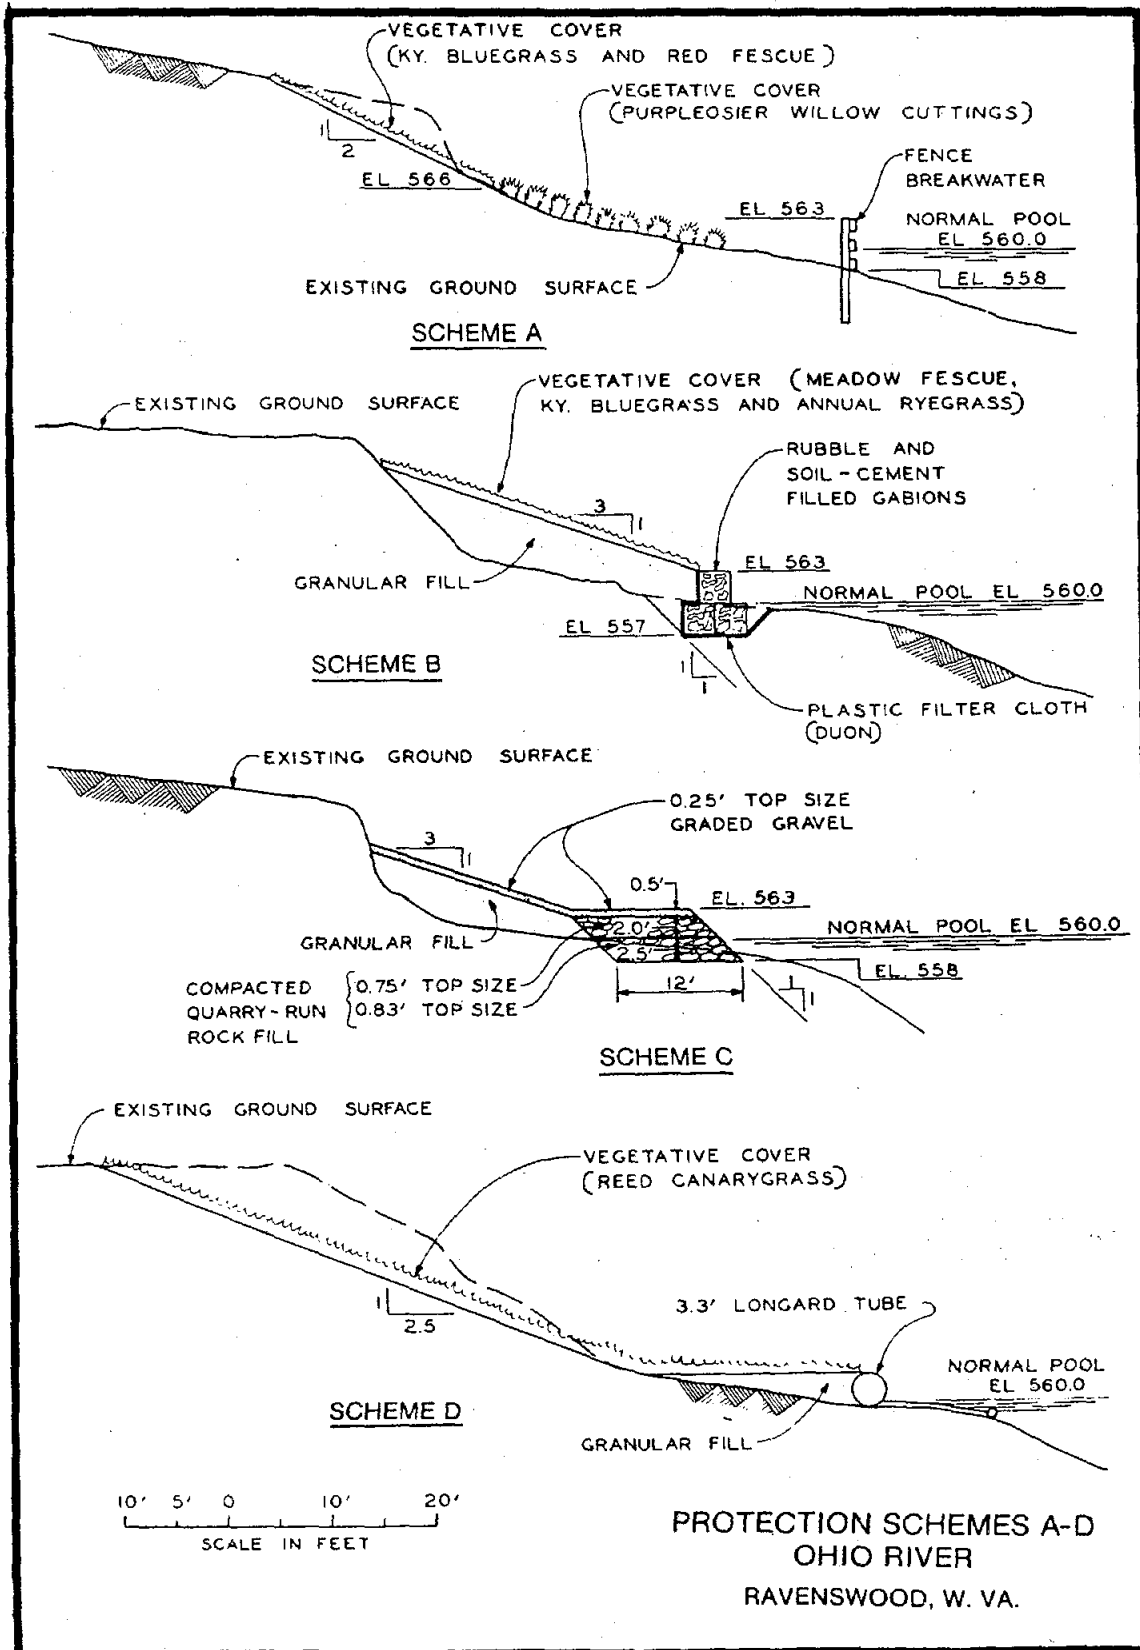 VEGETATIVE COVER
(KY. BLUEGRASS AND RED FESCUE)
VEGETATIVE COVER
(PURPLEOSIER WILLOW CUTTINGS)
1
2
FENCE
BREAKWATER
EL 566
EL 563
NORMAL POOL
EL 560.0
EL 558
EXISTING GROUND SURFACE
SCHEME A
VEGETATIVE COVER (MEADOW FESCUE,
KY. BLUEGRASS AND ANNUAL RYEGRASS)
EXISTING GROUND SURFACE
RUBBLE AND
SOIL-CEMENT
FILLED GABIONS
3
1
EL 563
GRANULAR FILL
NORMAL POOL EL 560.0
EL 557
SCHEME B
1
1
PLASTIC FILTER CLOTH
(DUON)
EXISTING GROUND SURFACE
0.25' TOP SIZE
GRADED GRAVEL
3
1
0.5'
EL. 563
2.0'
NORMAL POOL EL 560.0
GRANULAR FILL
2.5'
EL. 558
COMPACTED
QUARRY-RUN
ROCK FILL
0.75' TOP SIZE
0.83' TOP SIZE
12'
1
1
SCHEME C
EXISTING GROUND SURFACE
VEGETATIVE COVER
(REED CANARYGRASS)
1
2.5
3.3' LONGARD TUBE
NORMAL POOL
EL 560.0
SCHEME D
GRANULAR FILL
10' 5' 0 10' 20'
SCALE IN FEET
PROTECTION SCHEMES A-D
OHIO RIVER
RAVENSWOOD, W. VA.